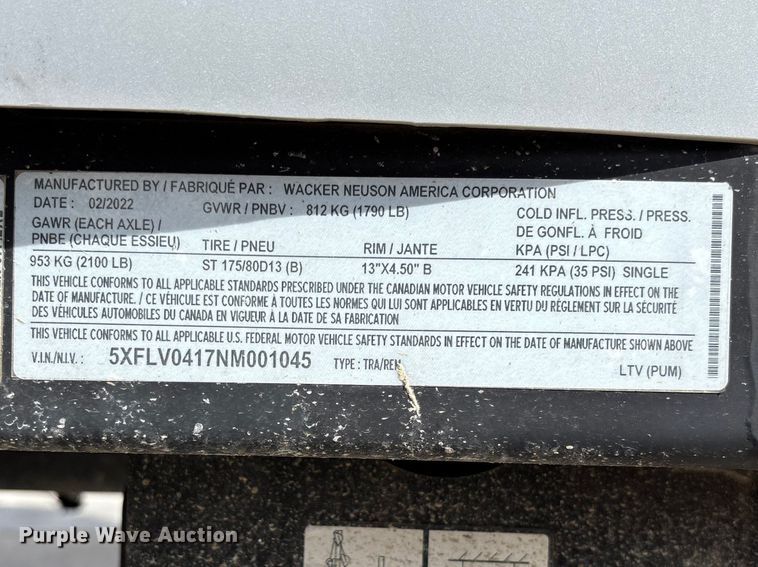 MANUFACTURED BY / FABRIQUÉ PAR : WACKER NEUSON AMERICA CORPORATION
DATE : 02/2022 GVWR / PNBV : 812 KG (1790 LB) COLD INFL. PRESS. / PRESS.
GAWR (EACH AXLE) / DE GONFL. À FROID
PNBE (CHAQUE ESSIEU) TIRE / PNEU RIM / JANTE KPA (PSI / LPC)
953 KG (2100 LB) ST 175/80D13 (B) 13"X4.50" B 241 KPA (35 PSI) SINGLE
THIS VEHICLE CONFORMS TO ALL APPLICABLE STANDARDS PRESCRIBED UNDER THE CANADIAN MOTOR VEHICLE SAFETY REGULATIONS IN EFFECT ON THE
DATE OF MANUFACTURE. / CE VÉHICULE EST CONFORME À TOUTES LES NORMES QUI LUI SONT APPLICABLES EN VERTU DU RÈGLEMENT SUR LA SÉCURITÉ
DES VÉHICULES AUTOMOBILES DU CANADA EN VIGUEUR À LA DATE DE SA FABRICATION
THIS VEHICLE CONFORMS TO ALL APPLICABLE U.S. FEDERAL MOTOR VEHICLE SAFETY STANDARDS IN EFFECT ON THE DATE OF MANUFACTURE SHOWN ABOVE
V.I.N./N.I.V. : 5XFLV0417NM001045 TYPE : TRA/REM LTV (PUM)
Purple Wave Auction